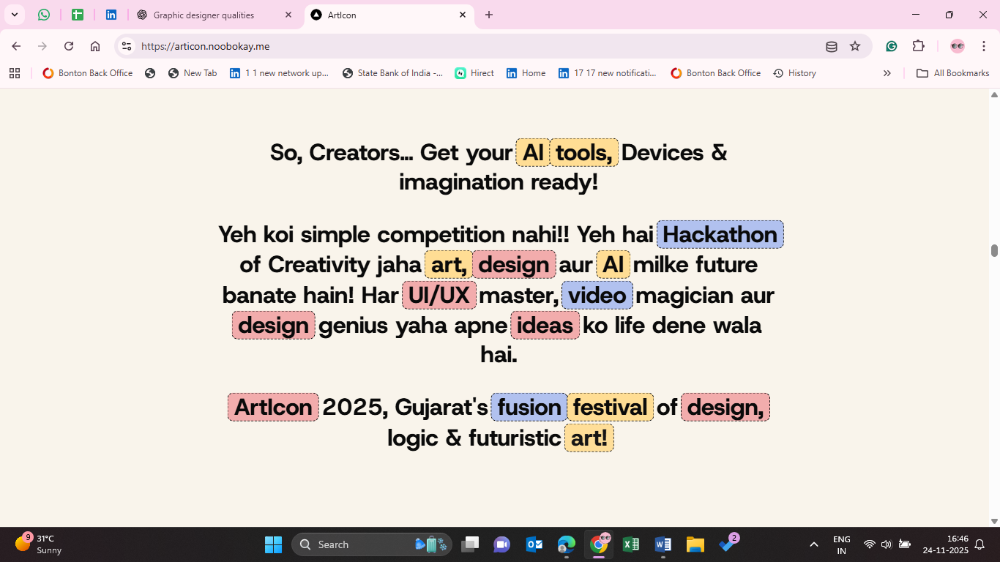 Graphic designer qualities
ArtIcon
https://articon.noobokay.me
Bonton Back Office
New Tab
1 1 new network up...
State Bank of India -...
Hirect
Home
17 17 new notificati...
Bonton Back Office
History
All Bookmarks
So, Creators... Get your AI tools, Devices &
imagination ready!
Yeh koi simple competition nahi!! Yeh hai Hackathon
of Creativity jaha art, design aur AI milke future
banate hain! Har UI/UX master, video magician aur
design genius yaha apne ideas ko life dene wala
hai.
ArtIcon 2025, Gujarat's fusion festival of design,
logic & futuristic art!
9
31°C
Sunny
Search
2
ENG
IN
16:46
24-11-2025